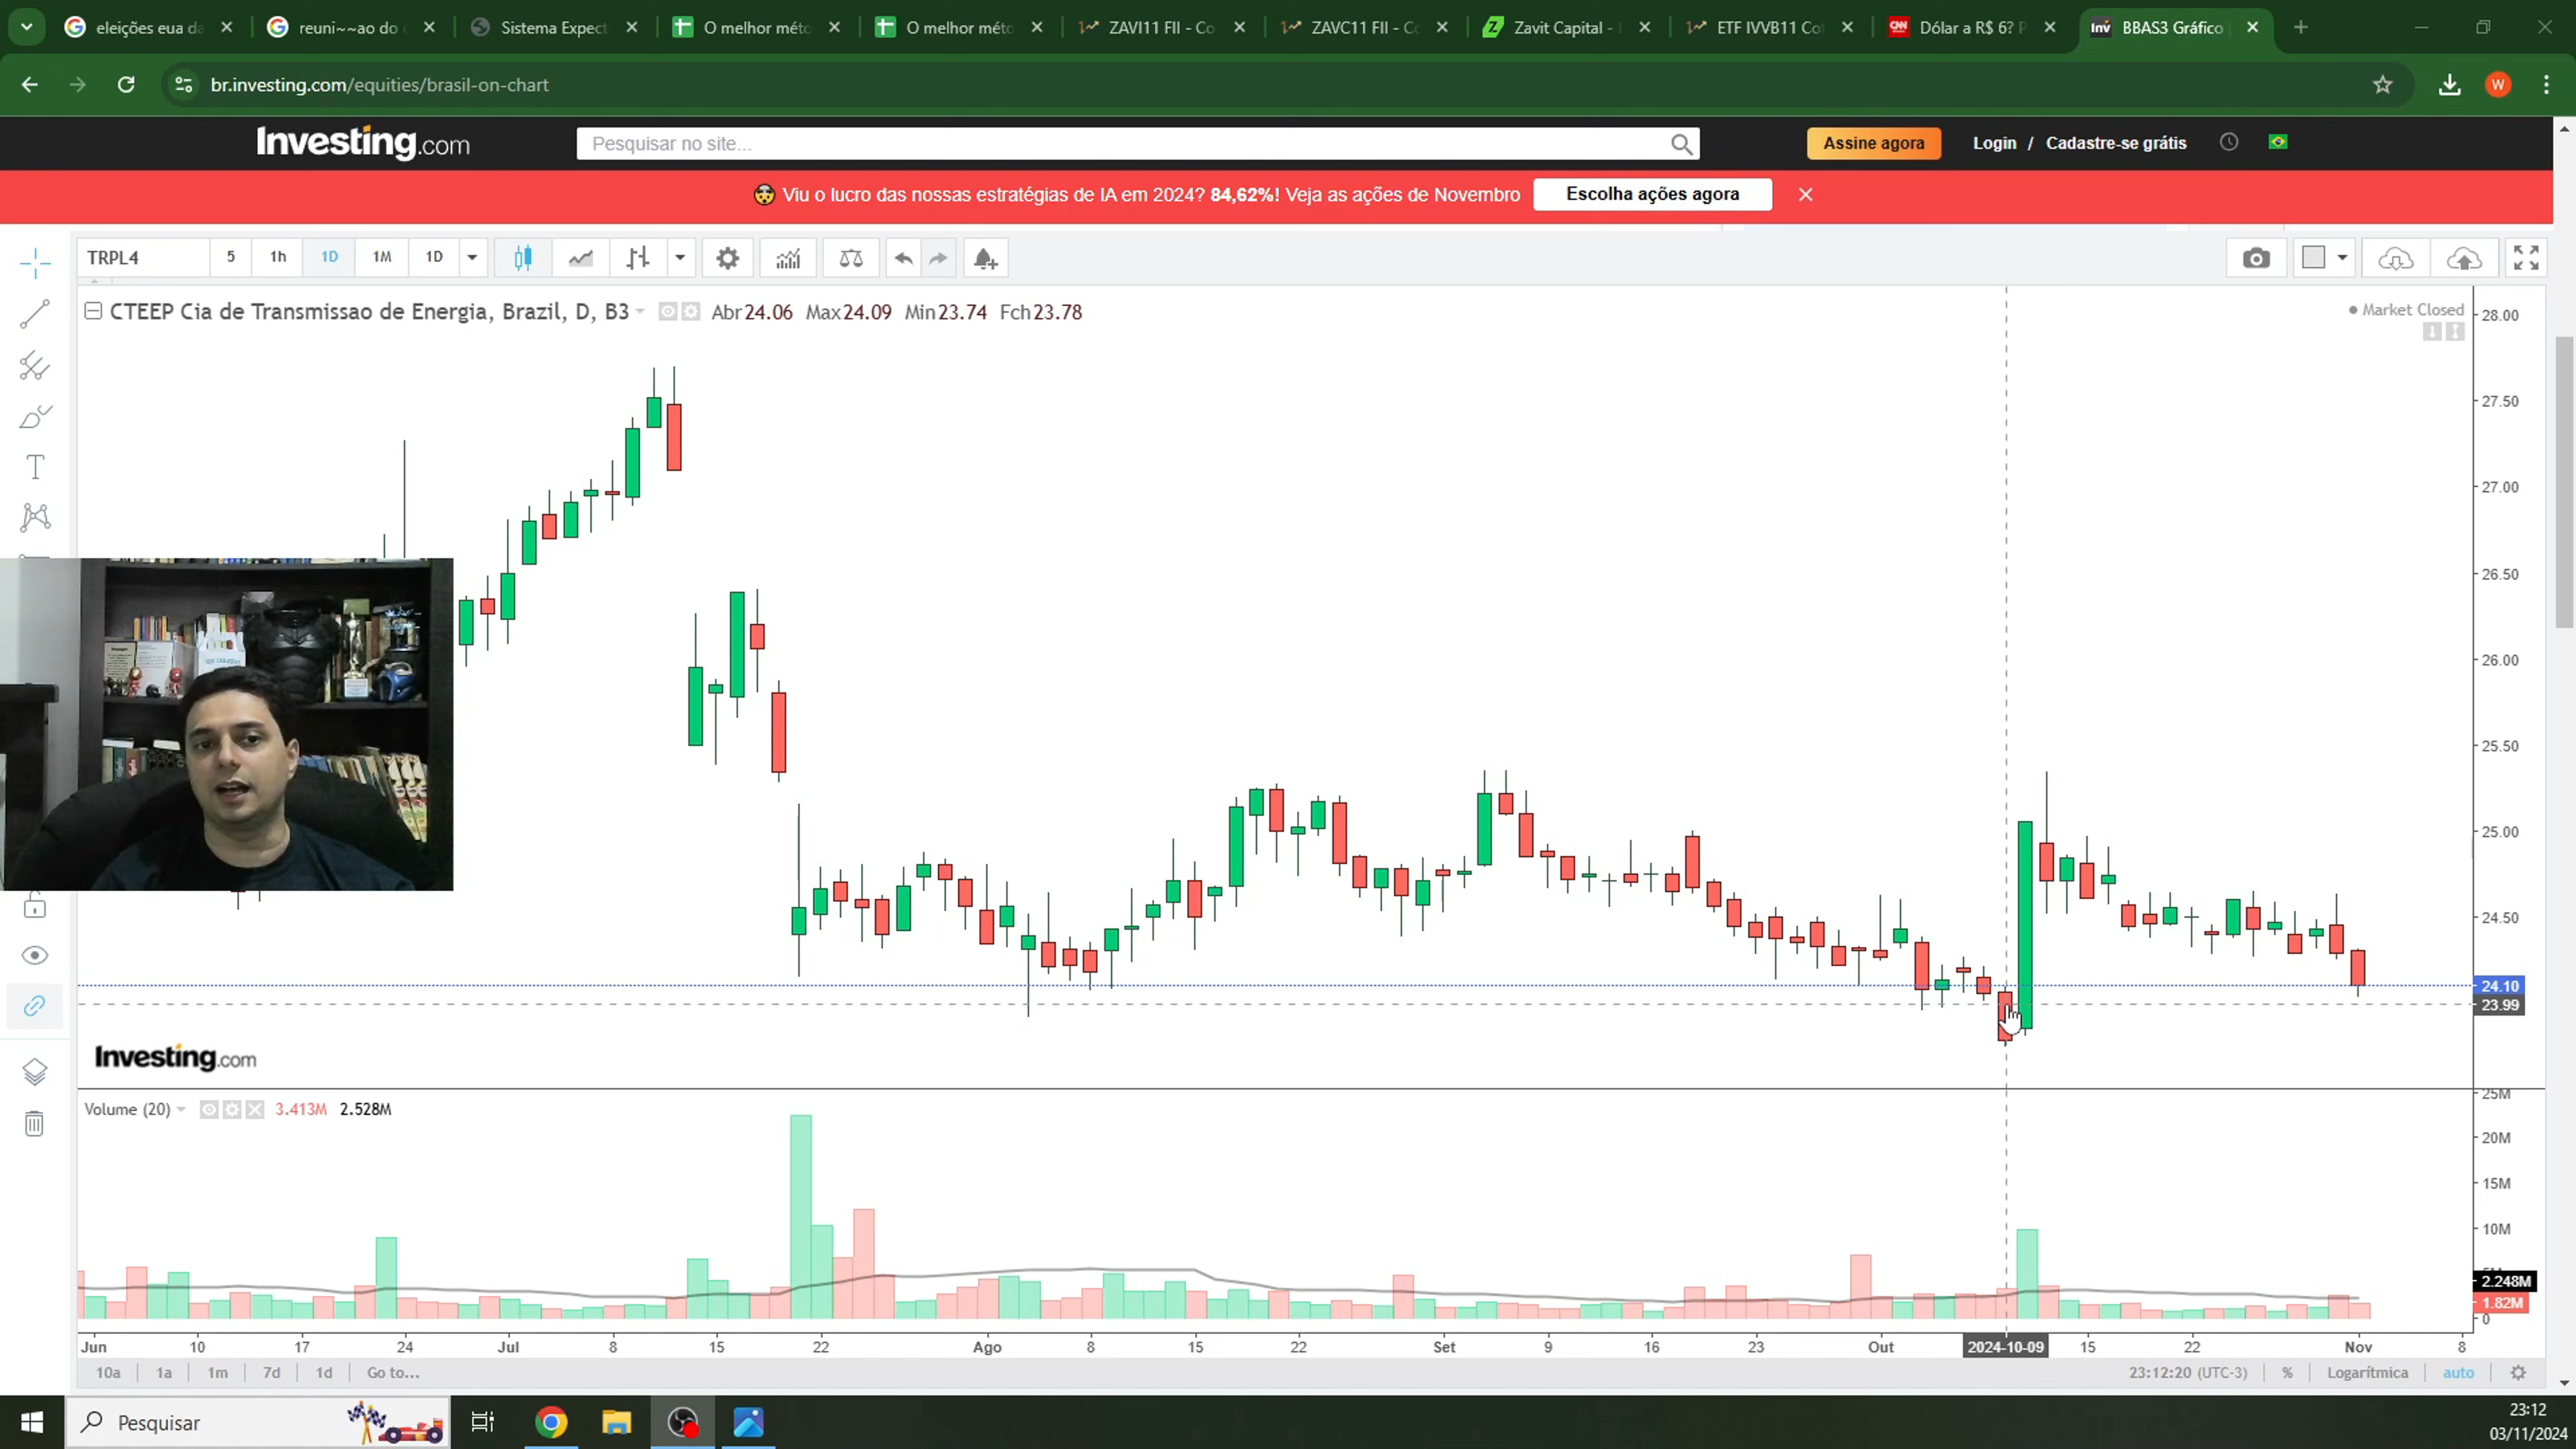 eleições eua da
reuni~~ao do c
Sistema Expect
O melhor méto
O melhor méto
ZAVI11 FII - Co
ZAVC11 FII - Co
Zavit Capital -
ETF IVVB11 Co
CNN Dólar a R$ 6? P
Inv BBAS3 Gráfico
br.investing.com/equities/brasil-on-chart
W
Investing.com
Pesquisar no site...
Assine agora
Login / Cadastre-se grátis
Viu o lucro das nossas estratégias de IA em 2024? 84,62%! Veja as ações de Novembro
Escolha ações agora
TRPL4 5 1h 1D 1M 1D
CTEEP Cia de Transmissao de Energia, Brazil, D, B3 Abr24.06 Max24.09 Min23.74 Fch23.78
Market Closed
28.00
27.50
27.00
26.50
26.00
25.50
25.00
24.50
24.10
23.99
Investing.com
Volume (20) 3.413M 2.528M
25M
20M
15M
10M
2.248M
1.82M
0
Jun 10 17 24 Jul 8 15 22 Ago 8 15 22 Set 9 16 23 Out 2024-10-09 15 22 Nov 8
10a 1a 1m 7d 1d Go to... 23:12:20 (UTC-3) % Logarítmica auto
Pesquisar
23:12
03/11/2024